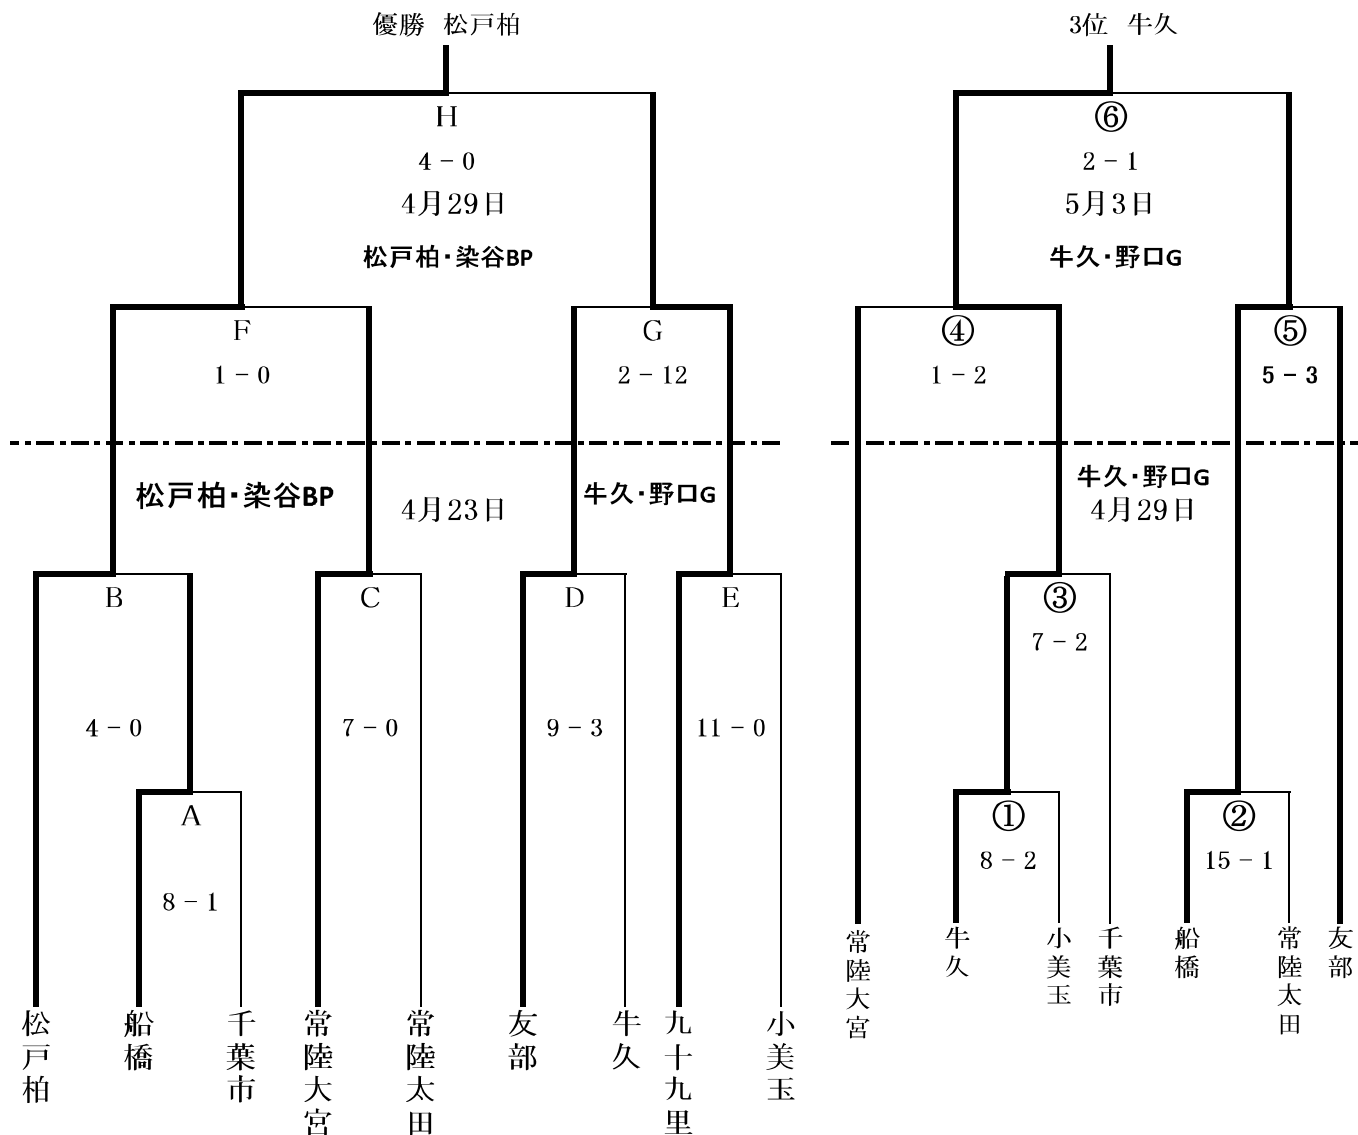 優勝 松戸柏
H
4－0
4月29日
松戸柏・染谷BP
F
1－0
G
2－12
松戸柏・染谷BP
4月23日
牛久・野口G
B
4－0
C
7－0
D
9－3
E
11－0
A
8－1
松戸柏
船橋
千葉市
常陸大宮
常陸太田
友部
牛久
九十九里
小美玉
3位 牛久
⑥
2－1
5月3日
牛久・野口G
④
1－2
⑤
5－3
牛久・野口G
4月29日
③
7－2
①
8－2
②
15－1
常陸大宮
牛久
小美玉
千葉市
船橋
常陸太田
友部